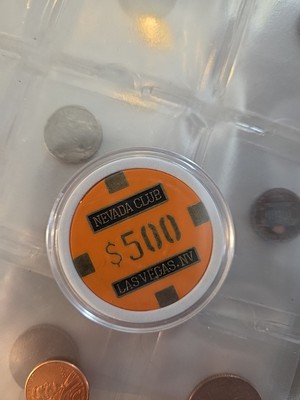 NEVADA CLUB
$500
LAS VEGAS, NV